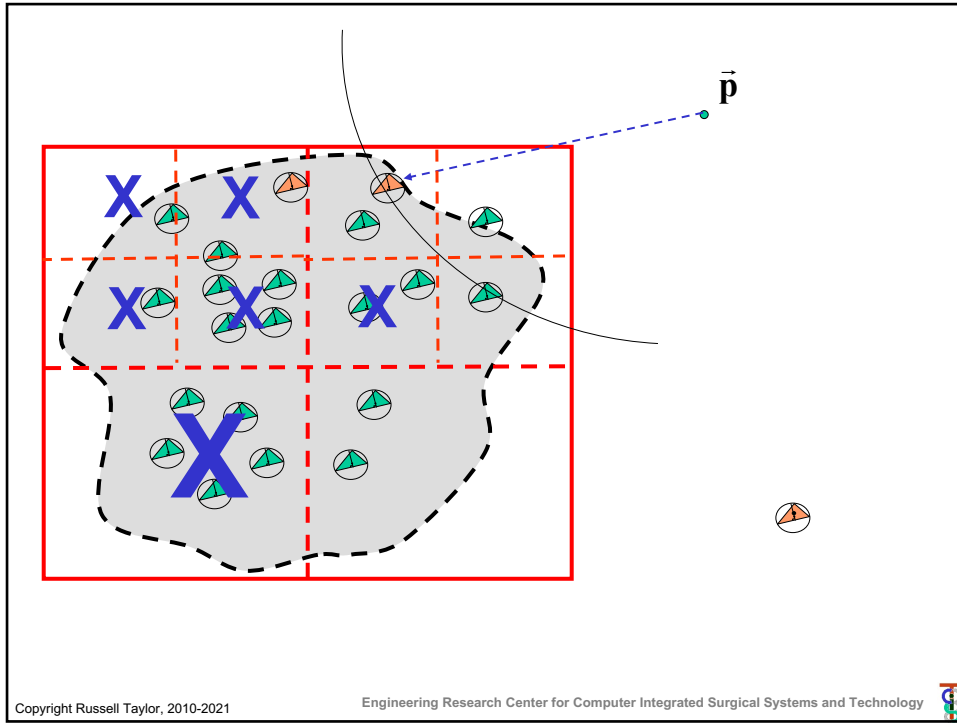 p
X X
X X X
X
Copyright Russell Taylor, 2010-2021
Engineering Research Center for Computer Integrated Surgical Systems and Technology